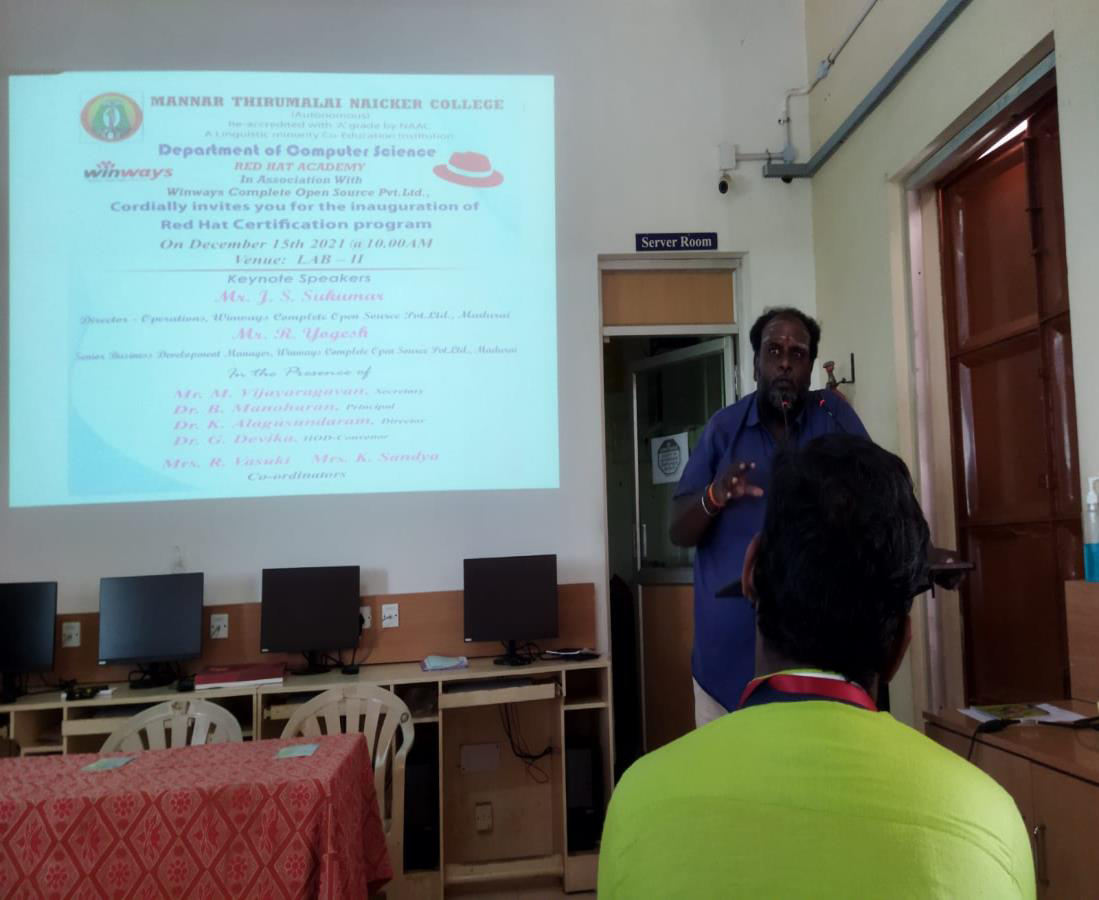 MANNAR THIRUMALAI NAICKER COLLEGE
(Autonomous)
Re-accredited with 'A' grade by NAAC
A Linguistic minority Co-Education Institution
Department of Computer Science
winways
RED HAT ACADEMY
In Association With
Winways Complete Open Source Pvt.Ltd.,
Cordially invites you for the inauguration of
Red Hat Certification program
On December 15th 2021 @ 10.00AM
Venue: LAB – II
Keynote Speakers
Mr. J. S. Sukumar
Director - Operations, Winways Complete Open Source Pvt.Ltd., Madurai
Mr. R. Yogesh
Senior Business Development Manager, Winways Complete Open Source Pvt.Ltd., Madurai
In the Presence of
Mr. M. Vijayaragavan, Secretary
Dr. B. Manoharan, Principal
Dr. K. Alagusundaram, Director
Dr. G. Devika, HOD-Convenor
Mrs. R. Vasuki Mrs. K. Sandya
Co-ordinators
Server Room